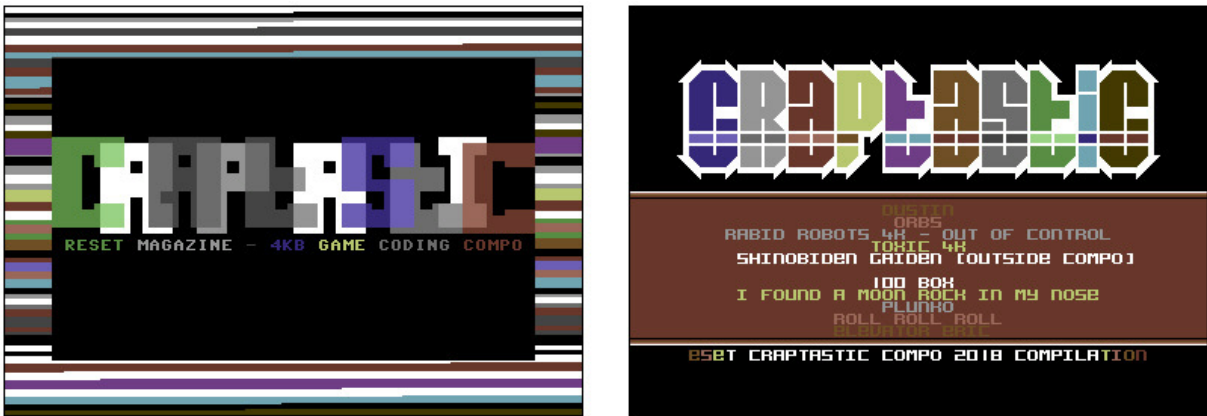 CRAPTASTIC
RESET MAGAZINE - 4KB GAME CODING COMPO
CRAPTASTIC
DUSTIN
ORBS
RABID ROBOTS 4K - OUT OF CONTROL
TOXIC 4K
SHINOBIDEN GAIDEN [OUTSIDE COMPO]
100 BOX
I FOUND A MOON ROCK IN MY NOSE
PLUNKO
ROLL ROLL ROLL
ELEVATOR ERIC
ESET CRAPTASTIC COMPO 2018 COMPILATION